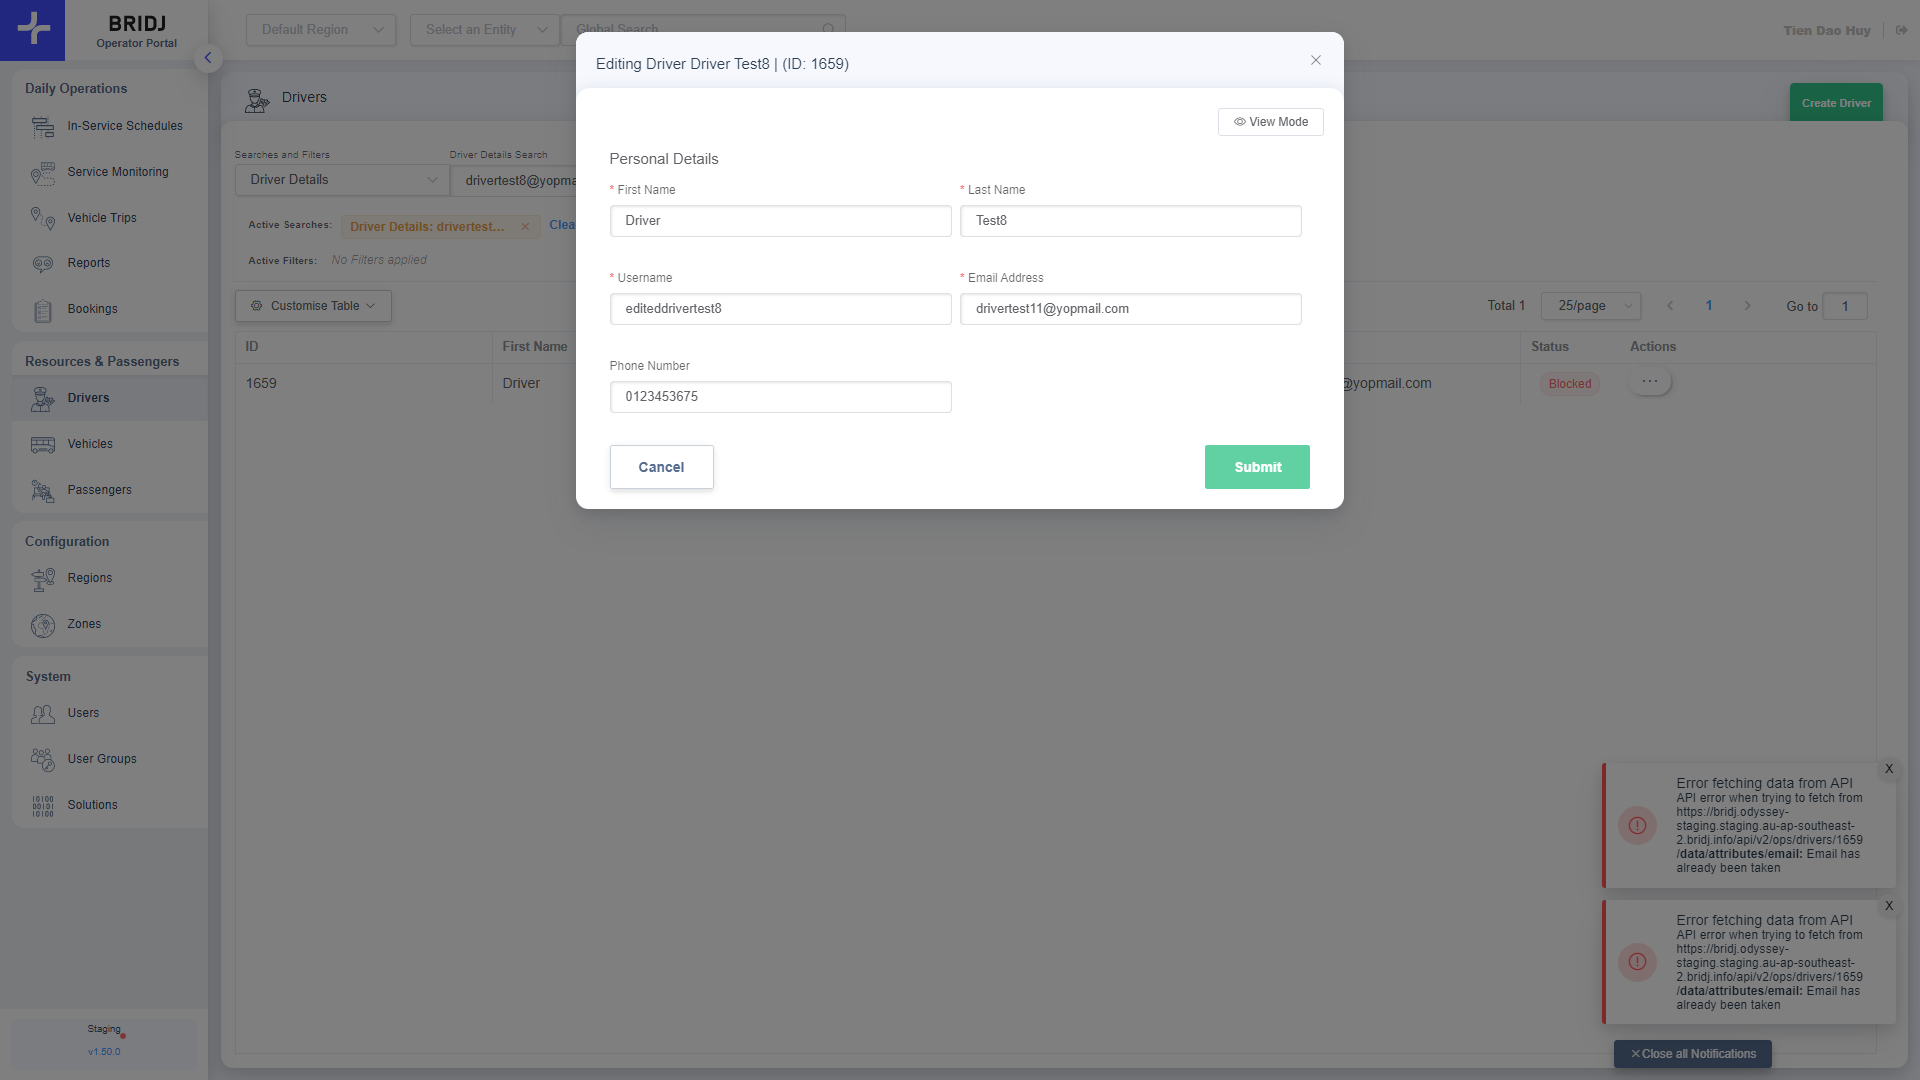 BRIDJ
Operator Portal
Default Region
Select an Entity
Global Search
Tien Dao Huy
Daily Operations
In-Service Schedules
Service Monitoring
Vehicle Trips
Reports
Bookings
Resources & Passengers
Drivers
Vehicles
Passengers
Configuration
Regions
Zones
System
Users
User Groups
Solutions
Staging
v1.50.0
Drivers
Create Driver
Searches and Filters
Driver Details Search
Driver Details
drivertest8@yopma
Active Searches:
Driver Details: drivertest...
Clea
Active Filters:
No Filters applied
Customise Table
Total 1
25/page
1
Go to
1
ID
First Name
Status
Actions
1659
Driver
@yopmail.com
Blocked
Editing Driver Driver Test8 | (ID: 1659)
View Mode
Personal Details
* First Name
* Last Name
Driver
Test8
* Username
* Email Address
editeddrivertest8
drivertest11@yopmail.com
Phone Number
0123453675
Cancel
Submit
X
Error fetching data from API
API error when trying to fetch from
https://bridj.odyssey-
staging.staging.au-ap-southeast-
2.bridj.info/api/v2/ops/drivers/1659
/data/attributes/email: Email has
already been taken
X
Error fetching data from API
API error when trying to fetch from
https://bridj.odyssey-
staging.staging.au-ap-southeast-
2.bridj.info/api/v2/ops/drivers/1659
/data/attributes/email: Email has
already been taken
Close all Notifications